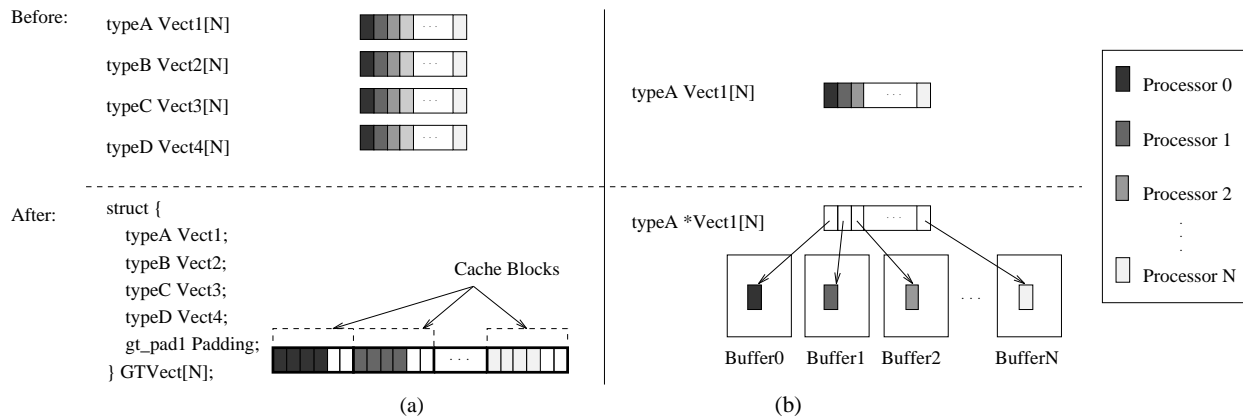 Before:
typeA Vect1[N]
typeB Vect2[N]
typeC Vect3[N]
typeD Vect4[N]
. . .
. . .
. . .
. . .
typeA Vect1[N]
. . .
After:
struct {
typeA Vect1;
typeB Vect2;
typeC Vect3;
typeD Vect4;
gt_pad1 Padding;
} GTVect[N];
Cache Blocks
. . .
(a)
typeA *Vect1[N]
. . .
. . .
Buffer0
Buffer1
Buffer2
BufferN
(b)
Processor 0
Processor 1
Processor 2
. . . .
Processor N